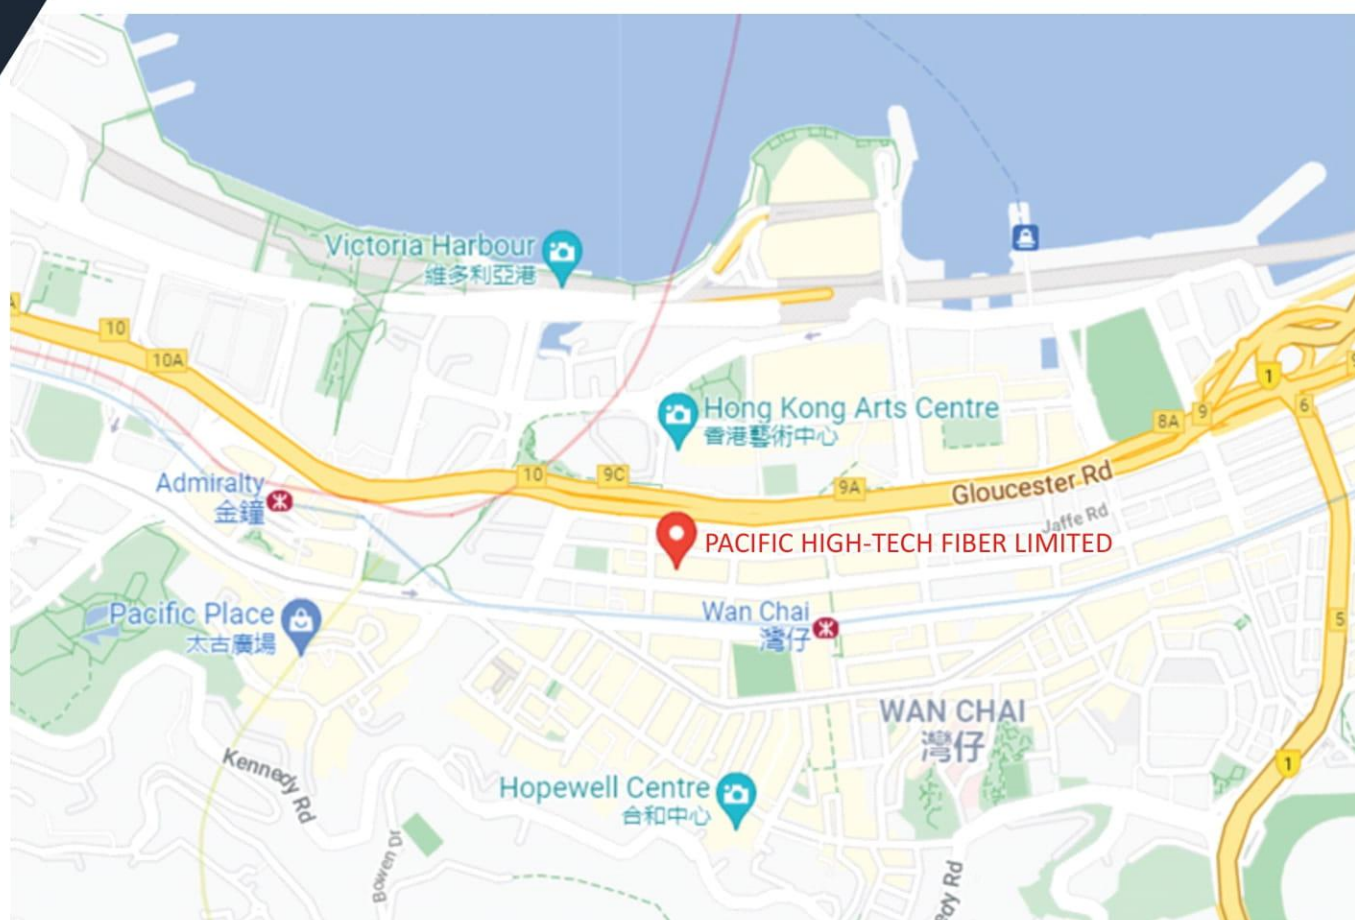 Victoria Harbour
維多利亞港
10
10A
Hong Kong Arts Centre
香港藝術中心
8A
9
1
6
Admiralty
金鐘
10
9C
9A
Gloucester Rd
Jaffe Rd
PACIFIC HIGH-TECH FIBER LIMITED
Pacific Place
太古廣場
Wan Chai
灣仔
5
WAN CHAI
灣仔
Kennedy Rd
Hopewell Centre
合和中心
1
Bowen Dr
edy Rd